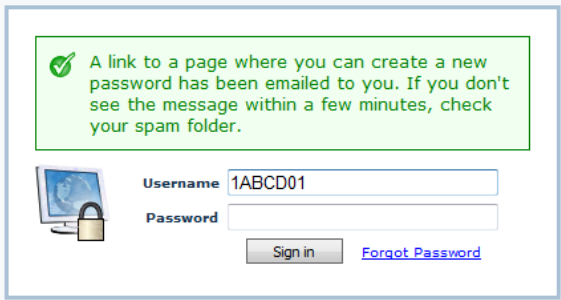 A link to a page where you can create a new
password has been emailed to you. If you don't
see the message within a few minutes, check
your spam folder.
Username 1ABCD01
Password
Sign in Forgot Password